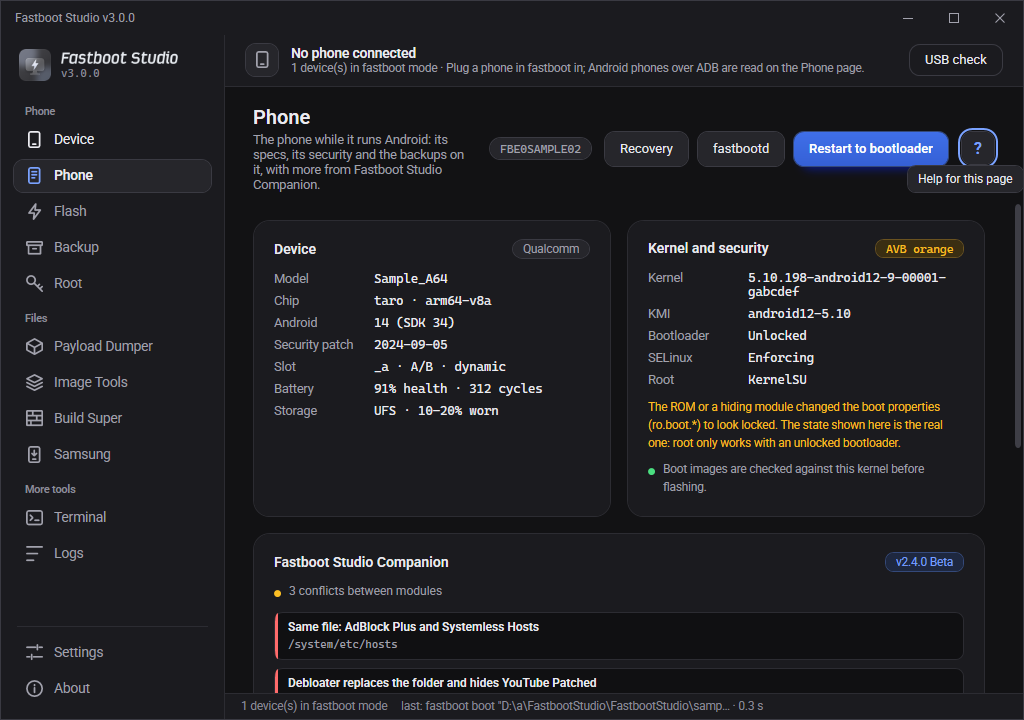 Fastboot Studio v3.0.0
Fastboot Studio
v3.0.0
No phone connected
1 device(s) in fastboot mode · Plug a phone in fastboot in; Android phones over ADB are read on the Phone page.
USB check
Phone
Device
Phone
Flash
Backup
Root
Files
Payload Dumper
Image Tools
Build Super
Samsung
More tools
Terminal
Logs
Settings
About
Phone
The phone while it runs Android: its
specs, its security and the backups on
it, with more from Fastboot Studio
Companion.
FBE0SAMPLE02
Recovery
fastbootd
Restart to bootloader
?
Help for this page
Device
Qualcomm
Model Sample_A64
Chip taro · arm64-v8a
Android 14 (SDK 34)
Security patch 2024-09-05
Slot _a · A/B · dynamic
Battery 91% health · 312 cycles
Storage UFS · 10–20% worn
Kernel and security
AVB orange
Kernel 5.10.198-android12-9-00001-
gabcdef
KMI android12-5.10
Bootloader Unlocked
SELinux Enforcing
Root KernelSU
The ROM or a hiding module changed the boot properties
(ro.boot.*) to look locked. The state shown here is the real
one: root only works with an unlocked bootloader.
Boot images are checked against this kernel before
flashing.
Fastboot Studio Companion
v2.4.0 Beta
3 conflicts between modules
Same file: AdBlock Plus and Systemless Hosts
/system/etc/hosts
Debloater replaces the folder and hides YouTube Patched
1 device(s) in fastboot mode last: fastboot boot "D:\a\FastbootStudio\FastbootStudio\samp… · 0.3 s